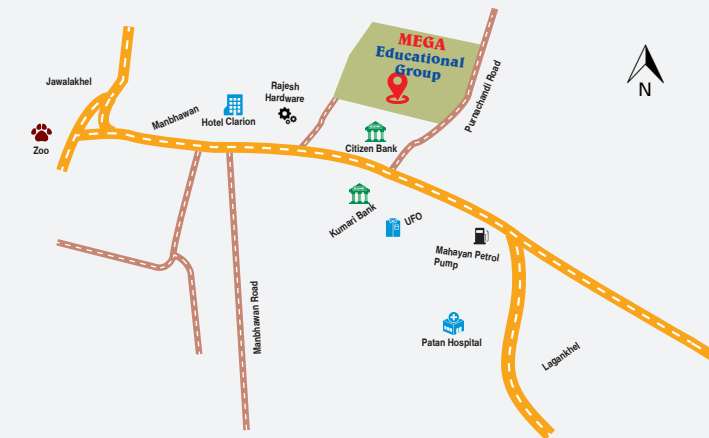 MEGA
Educational
Group
Jawalakhel
Zoo
Manbhawan
Hotel Clarion
Rajesh
Hardware
Citizen Bank
Purnachandi Road
N
Kumari Bank
UFO
Mahayan Petrol
Pump
Manbhawan Road
Patan Hospital
Lagankhel